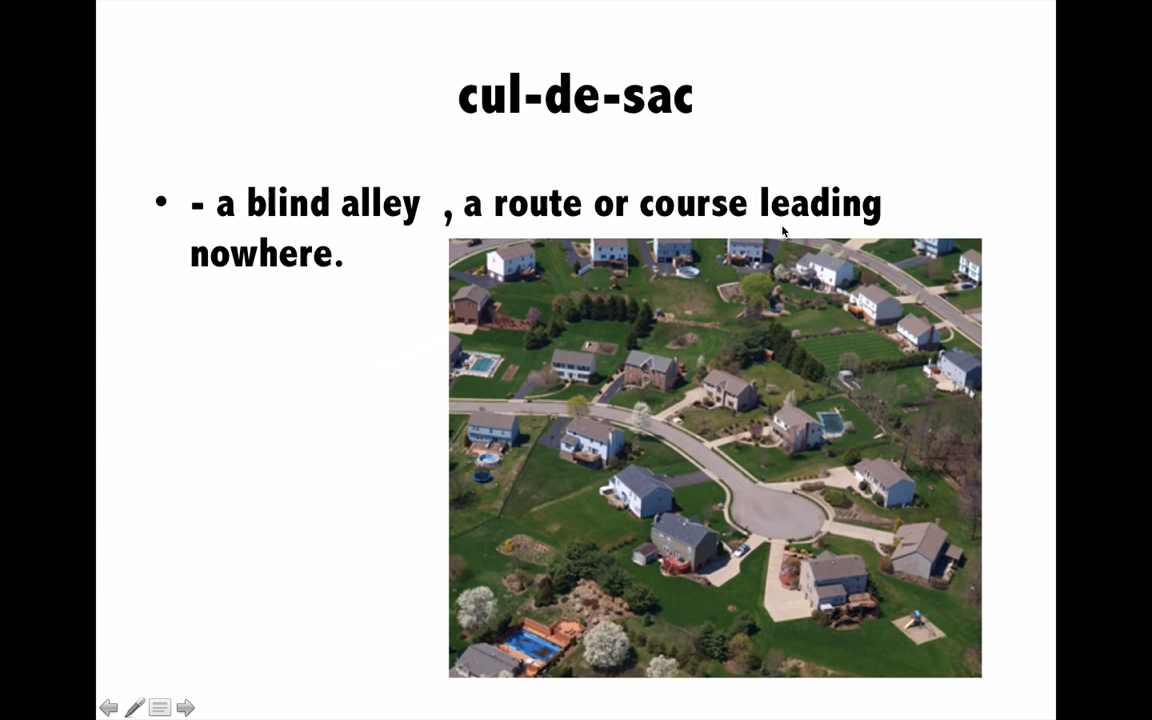 cul-de-sac
• - a blind alley , a route or course leading
nowhere.